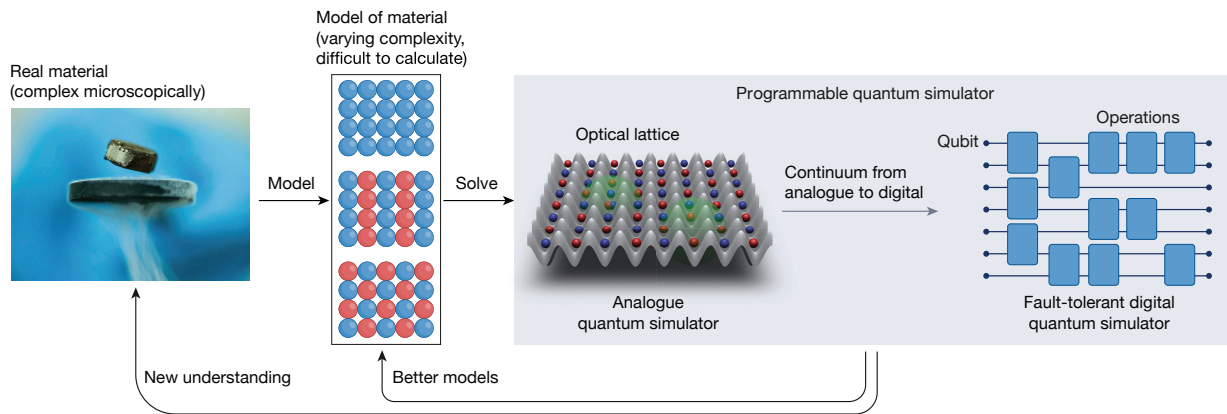 Real material
(complex microscopically)
Model
Model of material
(varying complexity,
difficult to calculate)
Solve
Programmable quantum simulator
Optical lattice
Analogue
quantum simulator
Continuum from
analogue to digital
Operations
Qubit
Fault-tolerant digital
quantum simulator
New understanding
Better models